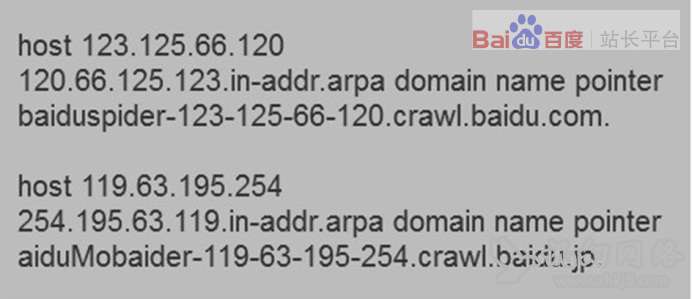 Baidu百度 | 站长平台
host 123.125.66.120
120.66.125.123.in-addr.arpa domain name pointer
baiduspider-123-125-66-120.crawl.baidu.com.
host 119.63.195.254
254.195.63.119.in-addr.arpa domain name pointer
aiduMobaider-119-63-195-254.crawl.baidu.jp.